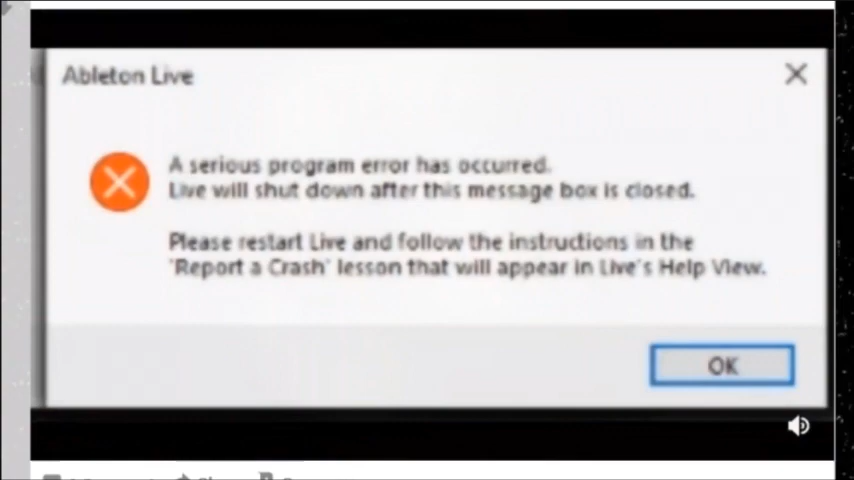 Ableton Live
A serious program error has occurred.
Live will shut down after this message box is closed.
Please restart Live and follow the instructions in the
'Report a Crash' lesson that will appear in Live's Help View.
OK